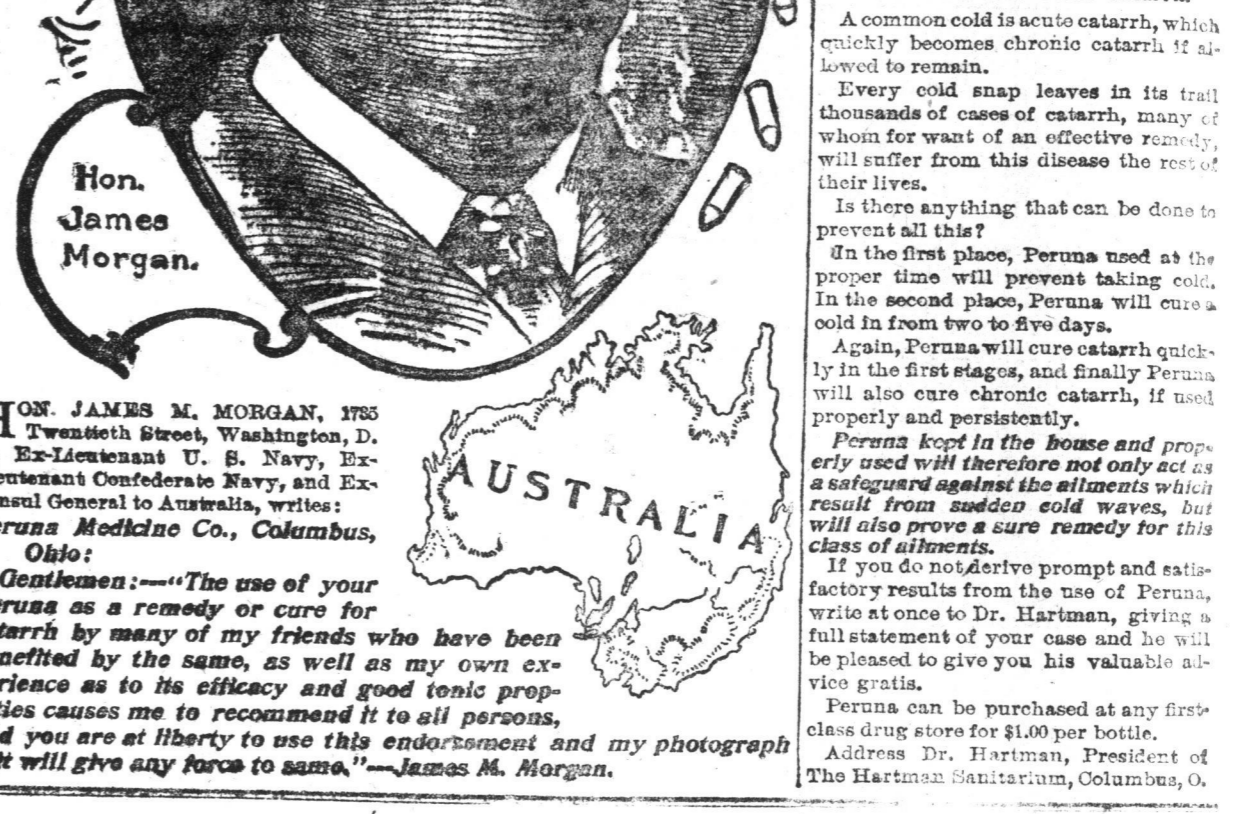 Hon.
James
Morgan.
HON. JAMES M. MORGAN, 1735
Twentieth Street, Washington, D.
Ex-Lieutenant U. S. Navy, Ex-
eutenant Confederate Navy, and Ex-
nsul General to Australia, writes:
eruna Medicine Co., Columbus,
Ohio:
Gentlemen:—"The use of your
eruna as a remedy or cure for
tarrh by many of my friends who have been
nefited by the same, as well as my own ex-
rience as to its efficacy and good tonic prop-
ties causes me to recommend it to all persons,
d you are at liberty to use this endorsement and my photograph
it will give any force to same."—James M. Morgan.
AUSTRALIA
A common cold is acute catarrh, which
quickly becomes chronic catarrh if al-
lowed to remain.
Every cold snap leaves in its trail
thousands of cases of catarrh, many of
whom for want of an effective remedy,
will suffer from this disease the rest of
their lives.
Is there anything that can be done to
prevent all this?
In the first place, Peruna used at the
proper time will prevent taking cold.
In the second place, Peruna will cure a
cold in from two to five days.
Again, Peruna will cure catarrh quick-
ly in the first stages, and finally Peruna
will also cure chronic catarrh, if used
properly and persistently.
Peruna kept in the house and prop-
erly used will therefore not only act as
a safeguard against the ailments which
result from sudden cold waves, but
will also prove a sure remedy for this
class of ailments.
If you do not derive prompt and satis-
factory results from the use of Peruna,
write at once to Dr. Hartman, giving a
full statement of your case and he will
be pleased to give you his valuable ad-
vice gratis.
Peruna can be purchased at any first-
class drug store for $1.00 per bottle.
Address Dr. Hartman, President of
The Hartman Sanitarium, Columbus, O.